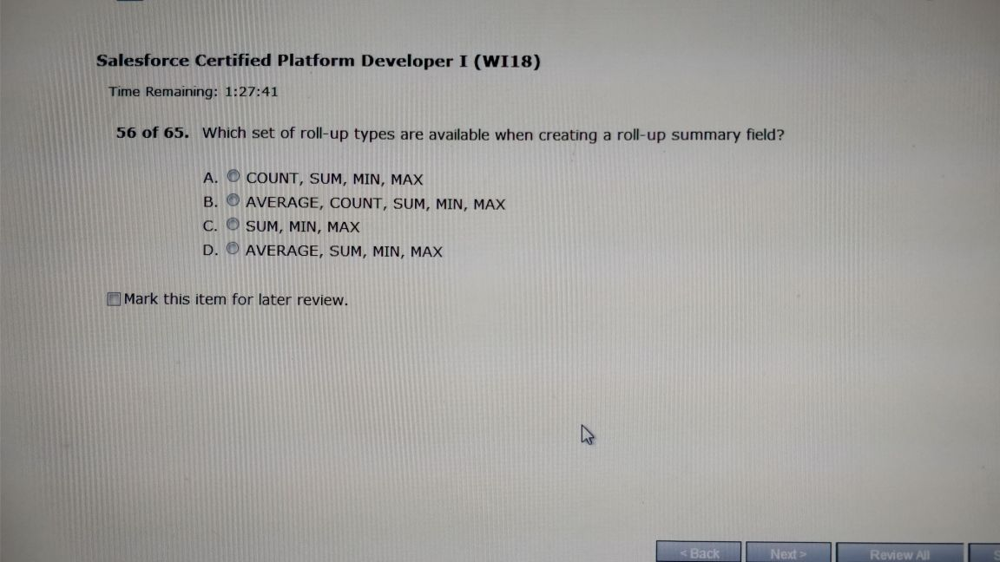 Salesforce Certified Platform Developer I (WI18)
Time Remaining: 1:27:41
56 of 65. Which set of roll-up types are available when creating a roll-up summary field?
A. COUNT, SUM, MIN, MAX
B. AVERAGE, COUNT, SUM, MIN, MAX
C. SUM, MIN, MAX
D. AVERAGE, SUM, MIN, MAX
Mark this item for later review.
< Back Next > Review All